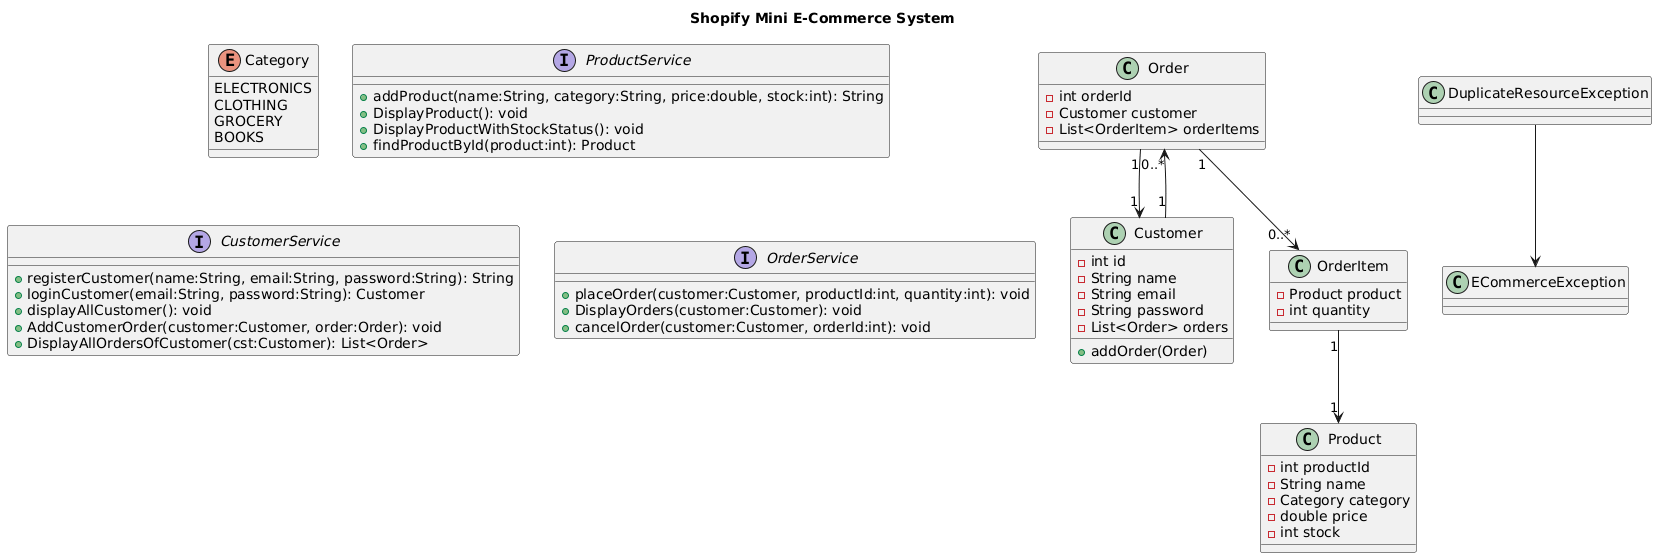 Shopify Mini E-Commerce System
E Category
ELECTRONICS
CLOTHING
GROCERY
BOOKS
I ProductService
addProduct(name:String, category:String, price:double, stock:int): String
DisplayProduct(): void
DisplayProductWithStockStatus(): void
findProductById(product:int): Product
C Order
int orderId
Customer customer
List<OrderItem> orderItems
C DuplicateResourceException
1
0..*
1
1
1
0..*
I CustomerService
registerCustomer(name:String, email:String, password:String): String
loginCustomer(email:String, password:String): Customer
displayAllCustomer(): void
AddCustomerOrder(customer:Customer, order:Order): void
DisplayAllOrdersOfCustomer(cst:Customer): List<Order>
I OrderService
placeOrder(customer:Customer, productId:int, quantity:int): void
DisplayOrders(customer:Customer): void
cancelOrder(customer:Customer, orderId:int): void
C Customer
int id
String name
String email
String password
List<Order> orders
addOrder(Order)
C OrderItem
Product product
int quantity
C ECommerceException
1
1
C Product
int productId
String name
Category category
double price
int stock